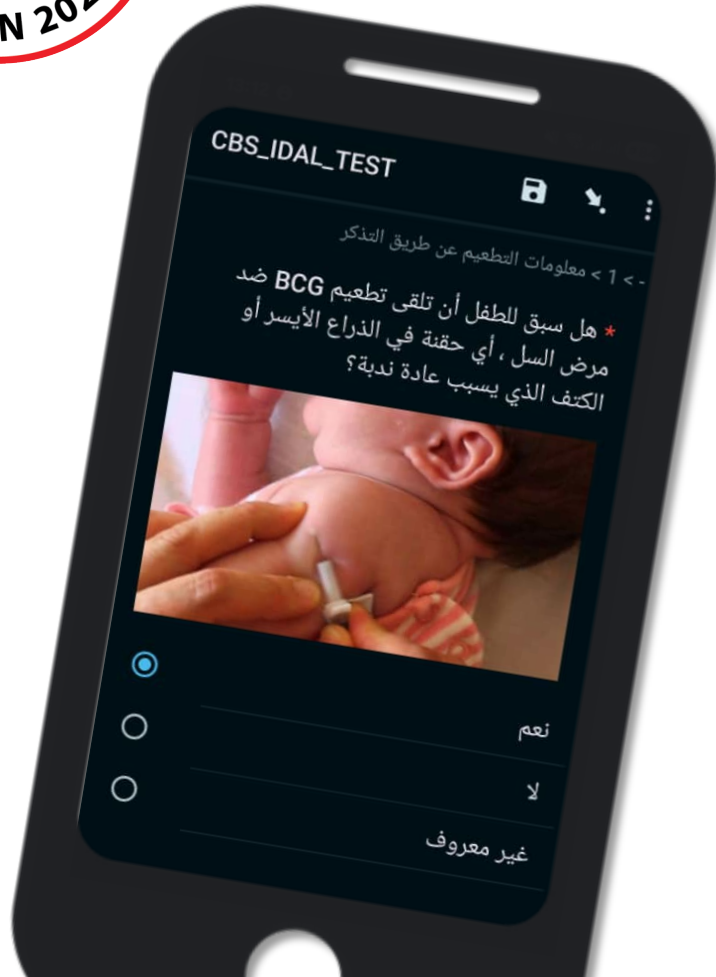 N 202
CBS_IDAL_TEST
- > 1 > معلومات التطعيم عن طريق التذكر
* هل سبق للطفل أن تلقى تطعيم BCG ضد
مرض السل ، أي حقنة في الذراع الأيسر أو
الكتف الذي يسبب عادة ندبة؟
نعم
لا
غير معروف